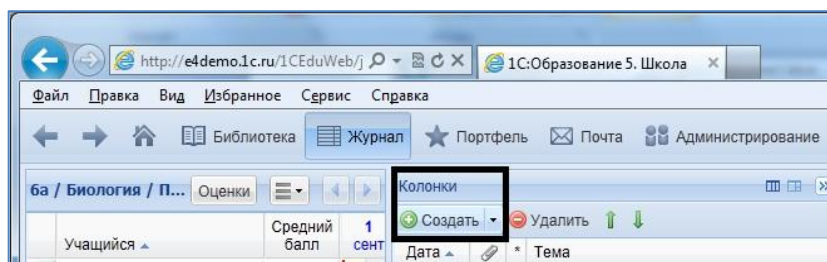 http://e4demo.1c.ru/1CEduWeb/j
1С:Образование 5. Школа
Файл Правка Вид Избранное Сервис Справка
Библиотека Журнал Портфель Почта Администрирование
6а / Биология / П... Оценки
Учащийся Средний балл 1 сент
Колонки
Создать Удалить
Дата * Тема